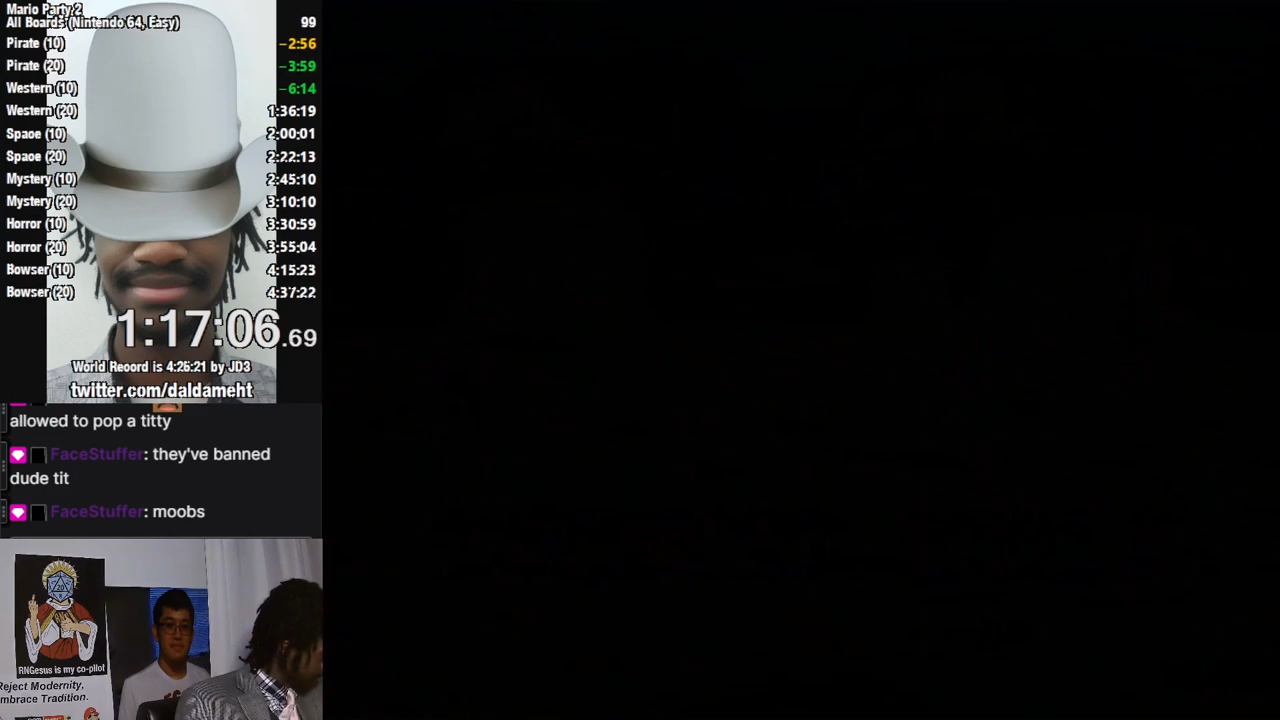 Mario Party 2
All Boards (Nintendo 64, Easy) 99
Pirate (10) -2:56
Pirate (20) -3:59
Western (10) -6:14
Western (20) 1:36:19
Space (10) 2:00:01
Space (20) 2:22:13
Mystery (10) 2:45:10
Mystery (20) 3:10:10
Horror (10) 3:30:59
Horror (20) 3:55:04
Bowser (10) 4:15:23
Bowser (20) 4:37:22
1:17:06.69
World Record is 4:25:21 by JD3
twitter.com/daldameht
allowed to pop a titty
FaceStuffer: they've banned
dude tit
FaceStuffer: moobs
RNGesus is my co-pilot
Reject Modernity,
Embrace Tradition.